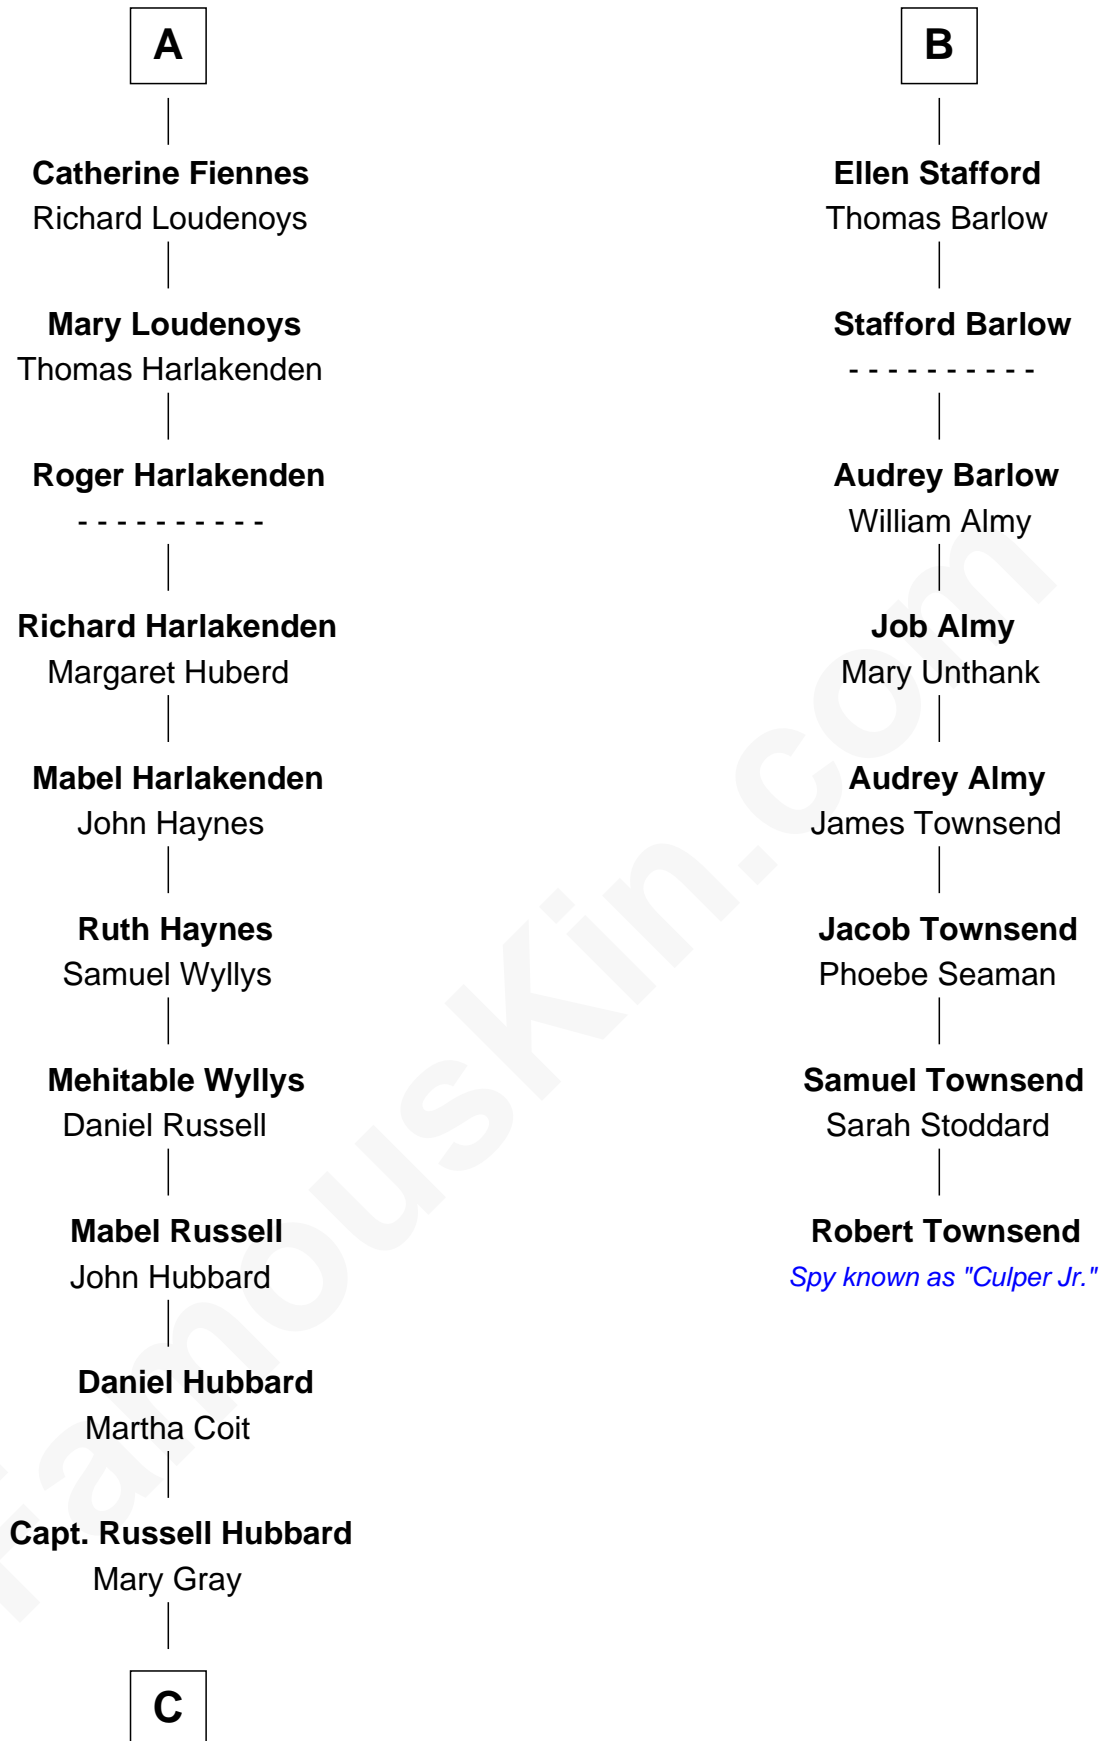 A
Catherine Fiennes
Richard Loudenoys
Mary Loudenoys
Thomas Harlakenden
Roger Harlakenden
- - - - - - - - - -
Richard Harlakenden
Margaret Huberd
Mabel Harlakenden
John Haynes
Ruth Haynes
Samuel Wyllys
Mehitable Wyllys
Daniel Russell
Mabel Russell
John Hubbard
Daniel Hubbard
Martha Coit
Capt. Russell Hubbard
Mary Gray
C
B
Ellen Stafford
Thomas Barlow
Stafford Barlow
- - - - - - - - - -
Audrey Barlow
William Almy
Job Almy
Mary Unthank
Audrey Almy
James Townsend
Jacob Townsend
Phoebe Seaman
Samuel Townsend
Sarah Stoddard
Robert Townsend
Spy known as "Culper Jr."
FamousKin.com